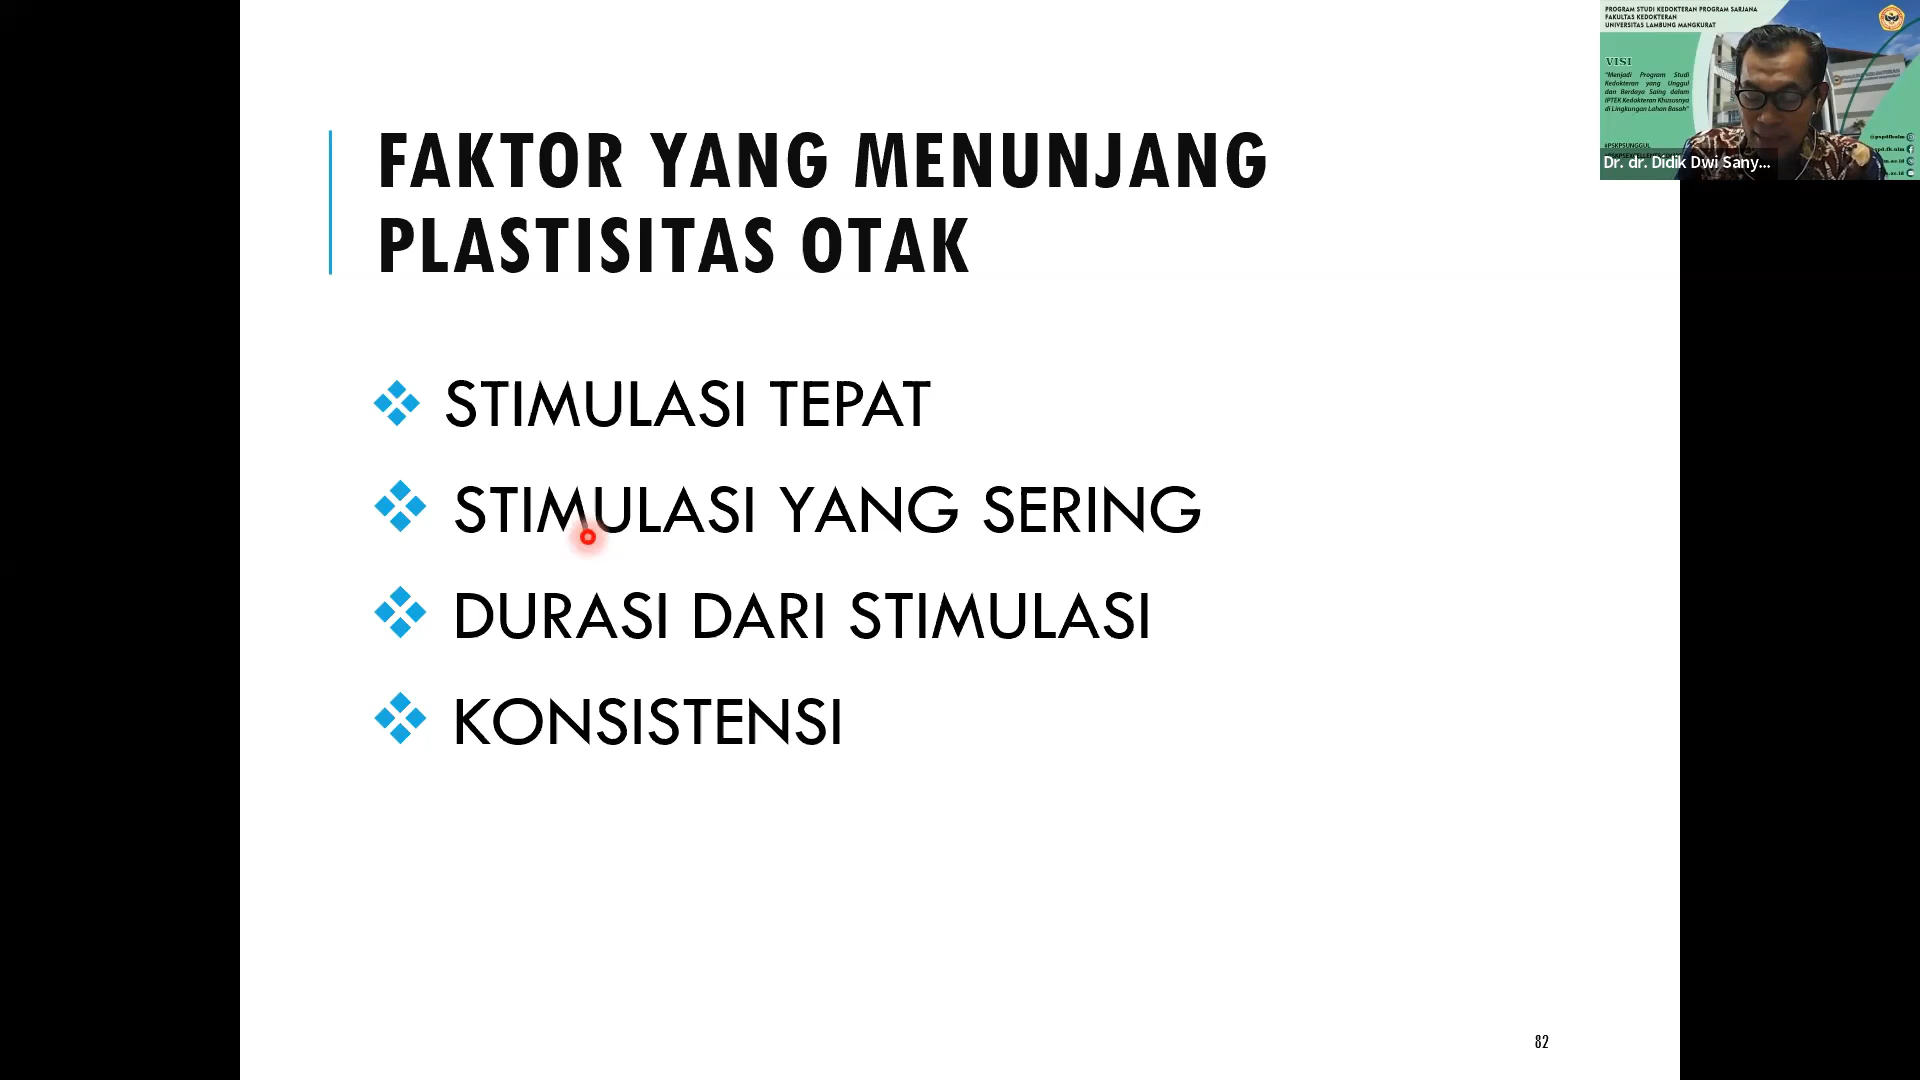 FAKTOR YANG MENUNJANG
PLASTISITAS OTAK
STIMULASI TEPAT
STIMULASI YANG SERING
DURASI DARI STIMULASI
KONSISTENSI
82
PROGRAM STUDI KEDOKTERAN PROGRAM SARJANA
FAKULTAS KEDOKTERAN
UNIVERSITAS LAMBUNG MANGKURAT
VISI
"Menjadi Program Studi
Kedokteran yang Unggul
dan Berdaya Saing dalam
IPTEK Kedokteran Khususnya
di Lingkungan Lahan Basah"
#PSKPSUNGGUL
Dr. dr. Didik Dwi Sany...